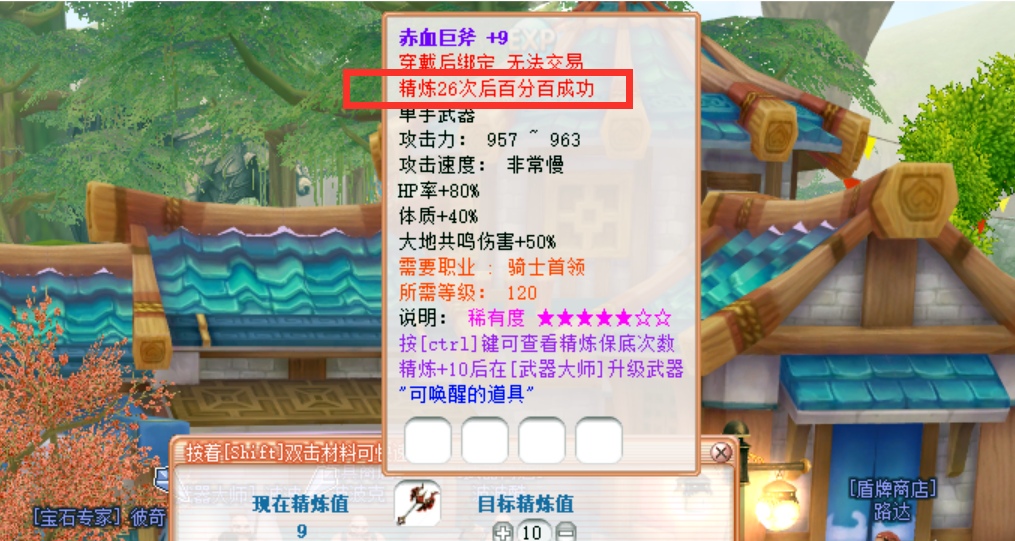 赤血巨斧 +9
EXP
穿戴后绑定 无法交易
精炼26次后百分百成功
单手武器
攻击力： 957 ~ 963
攻击速度： 非常慢
HP率+80%
体质+40%
大地共鸣伤害+50%
需要职业 : 骑士首领
所需等级： 120
说明： 稀有度 ★★★★★☆☆
按[ctrl]键可查看精炼保底次数
精炼+10后在[武器大师]升级武器
"可唤醒的道具"
按着[Shift]双击材料可
现在精炼值
目标精炼值
9
10
[宝石专家] 彼奇
[盾牌商店]
路达